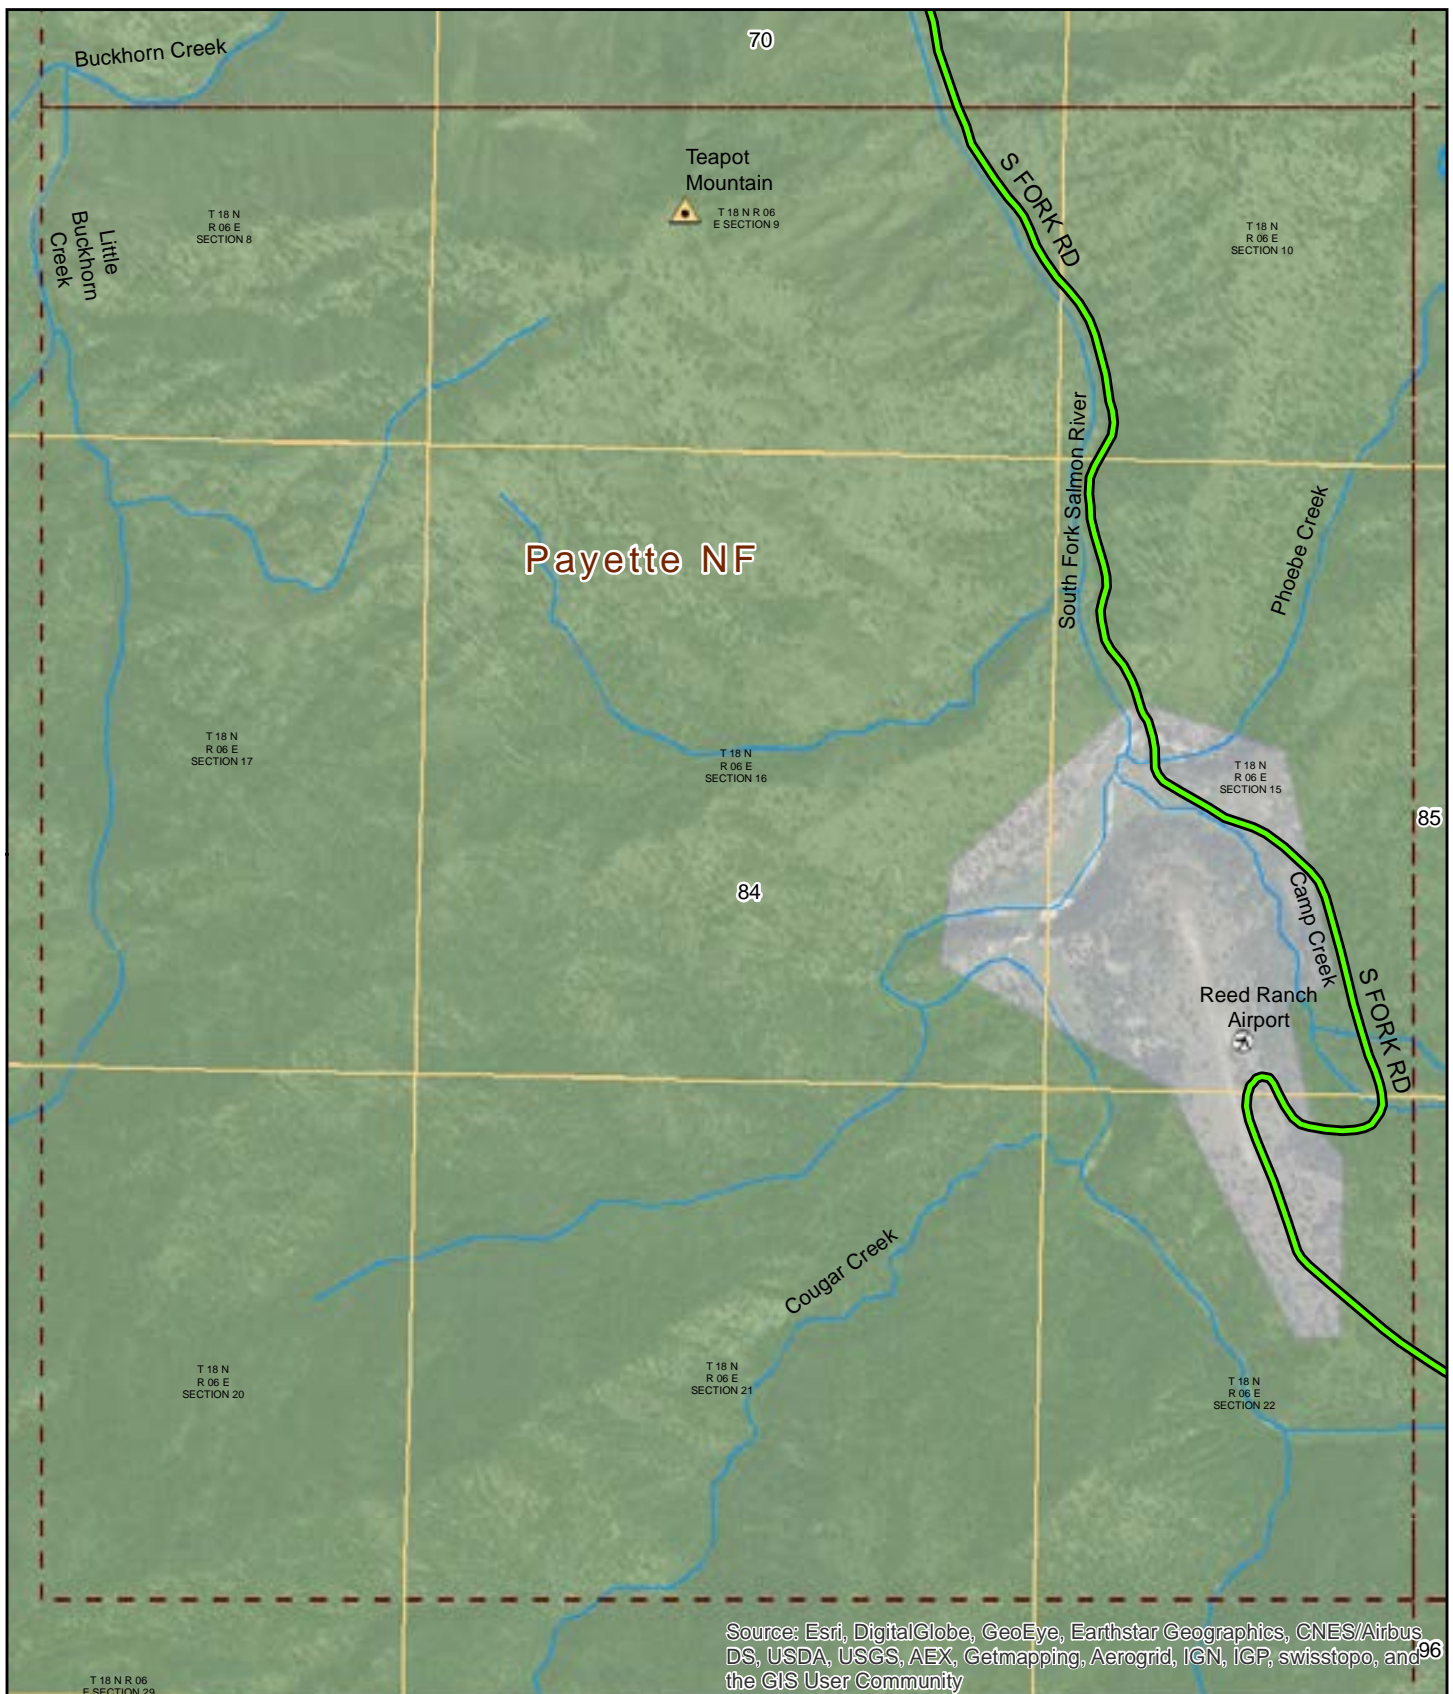 70
Buckhorn Creek
Teapot
Mountain
T 18 N R 06
E SECTION 9
T 18 N
R 06 E
SECTION 8
Little
Buckhorn
Creek
S FORK RD
T 18 N
R 06 E
SECTION 10
South Fork Salmon River
Phoebe Creek
Payette NF
T 18 N
R 06 E
SECTION 17
T 18 N
R 06 E
SECTION 16
T 18 N
R 06 E
SECTION 15
85
84
Camp Creek
S FORK RD
Reed Ranch
Airport
Cougar Creek
T 18 N
R 06 E
SECTION 20
T 18 N
R 06 E
SECTION 21
T 18 N
R 06 E
SECTION 22
Source: Esri, DigitalGlobe, GeoEye, Earthstar Geographics, CNES/Airbus
DS, USDA, USGS, AEX, Getmapping, Aerogrid, IGN, IGP, swisstopo, and
the GIS User Community
96
T 18 N R 06
E SECTION 29